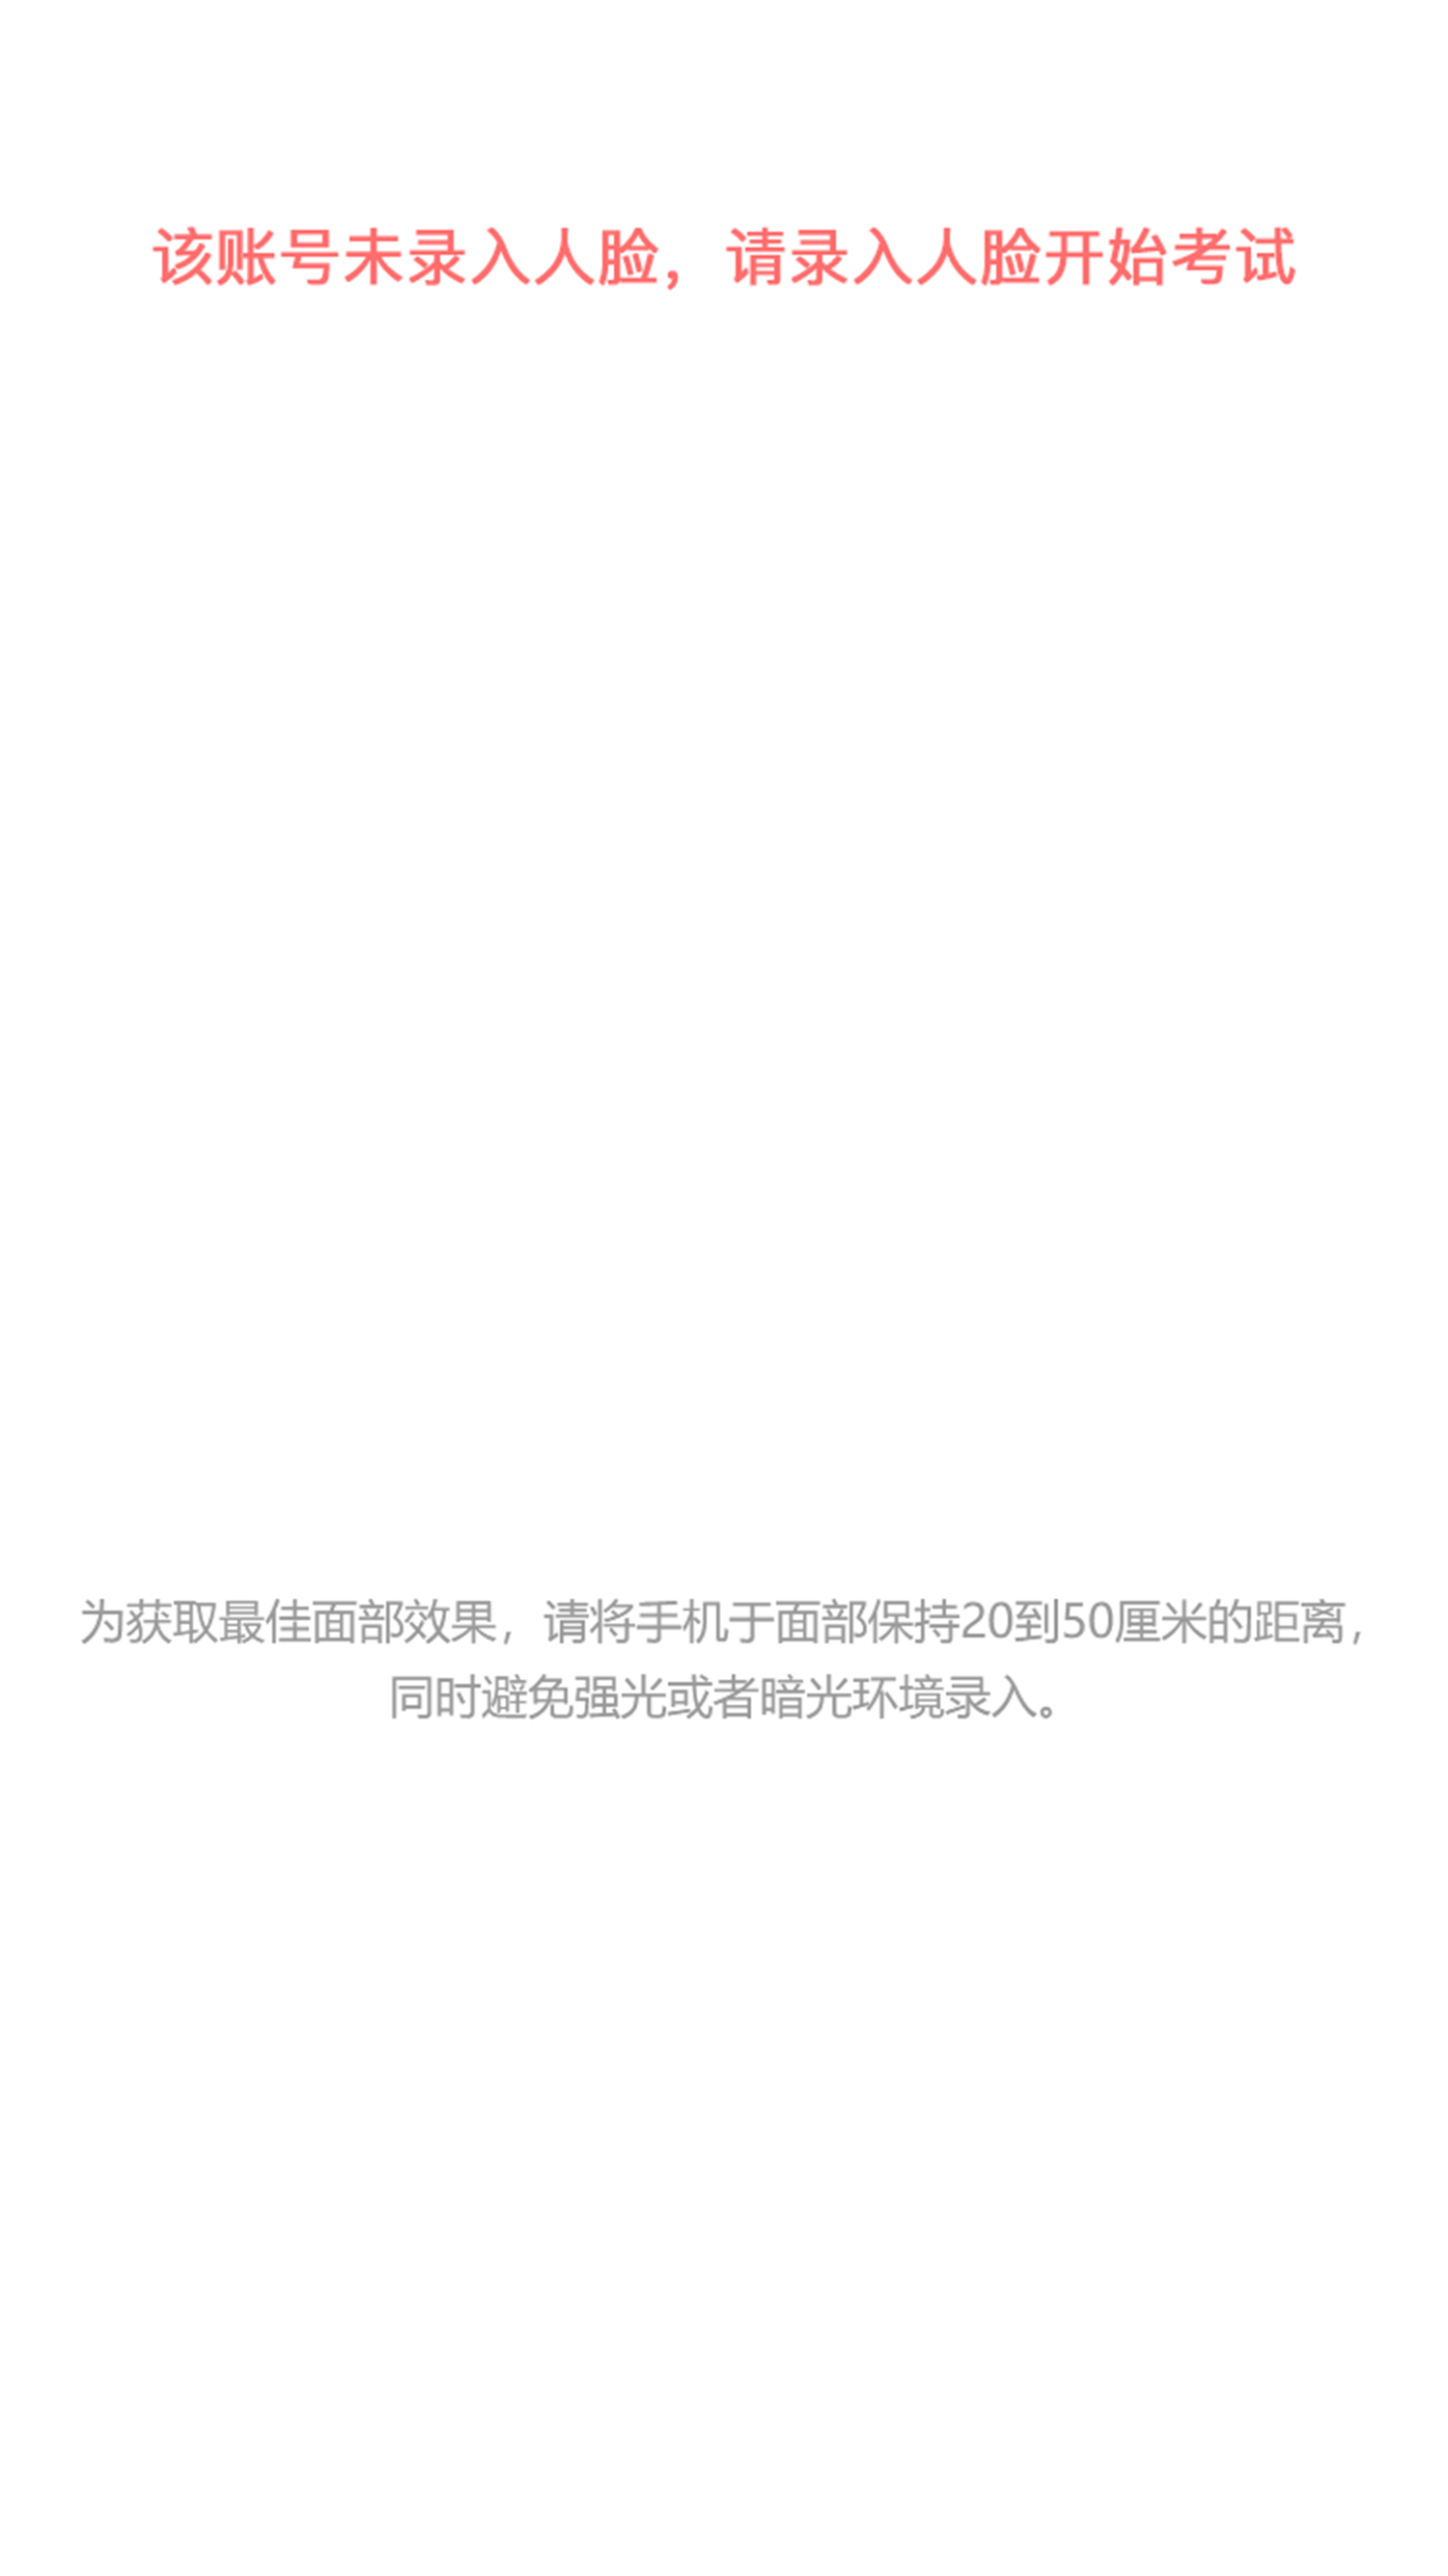 该账号未录入人脸，请录入人脸开始考试
为获取最佳面部效果，请将手机于面部保持20到50厘米的距离，
同时避免强光或者暗光环境录入。